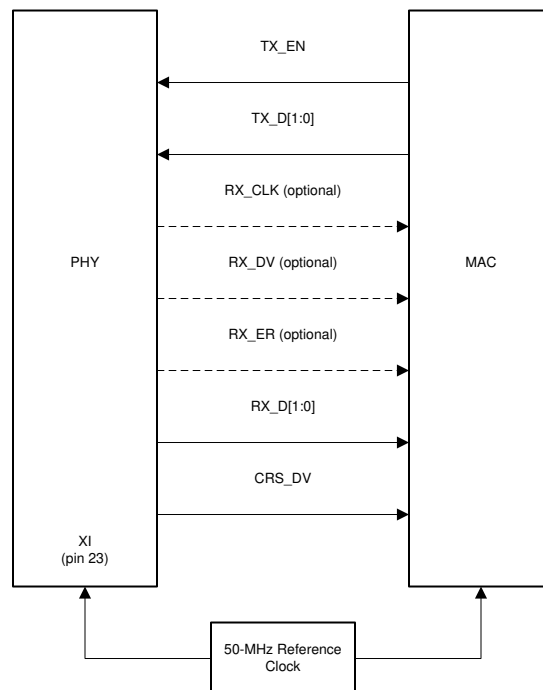 TX_EN
TX_D[1:0]
RX_CLK (optional)
PHY
RX_DV (optional)
MAC
RX_ER (optional)
RX_D[1:0]
CRS_DV
XI
(pin 23)
50-MHz Reference
Clock